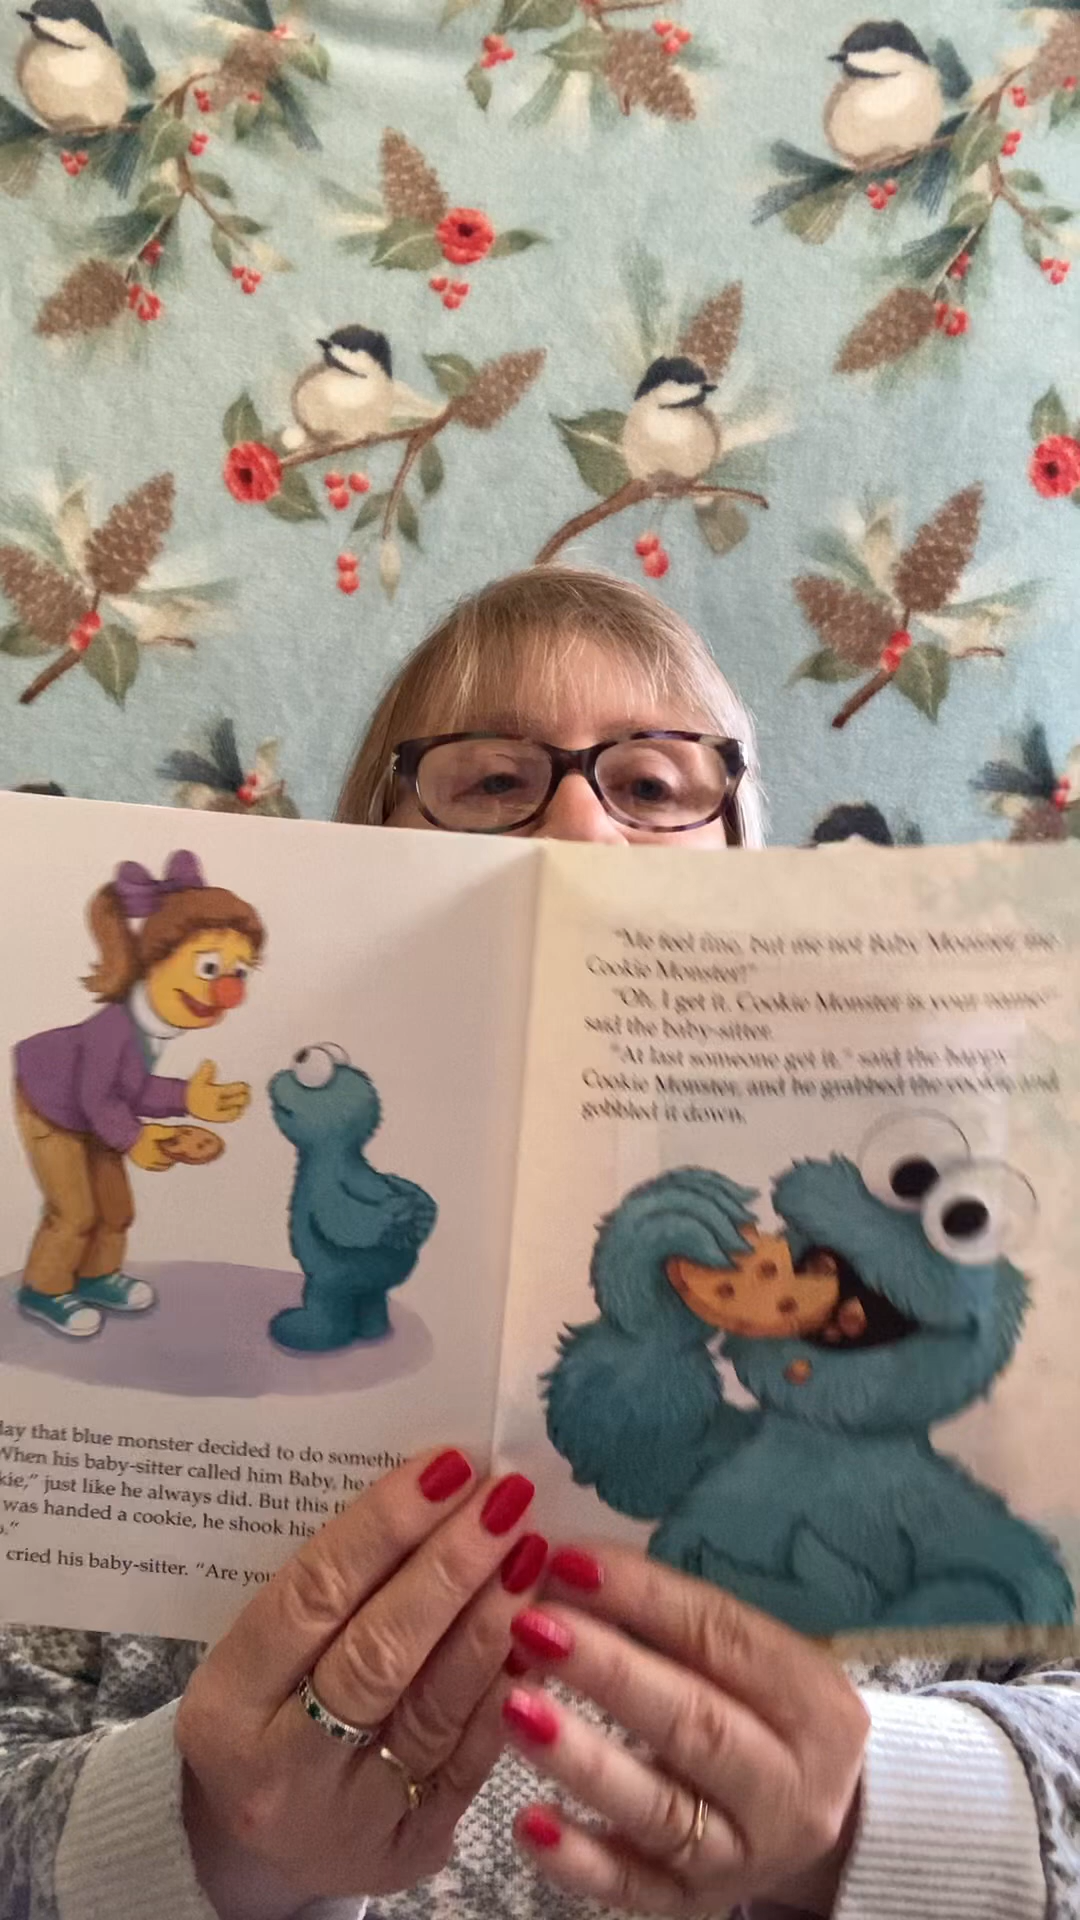 lay that blue monster decided to do somethi
When his baby-sitter called him Baby, he
kie," just like he always did. But this ti
was handed a cookie, he shook his
."
cried his baby-sitter. "Are you
"Me feel fine, but me not Baby Monster, me
Cookie Monster!"
"Oh, I get it. Cookie Monster is your name!"
said the baby-sitter.
"At last someone get it," said the happy
Cookie Monster, and he grabbed the cookie and
gobbled it down.